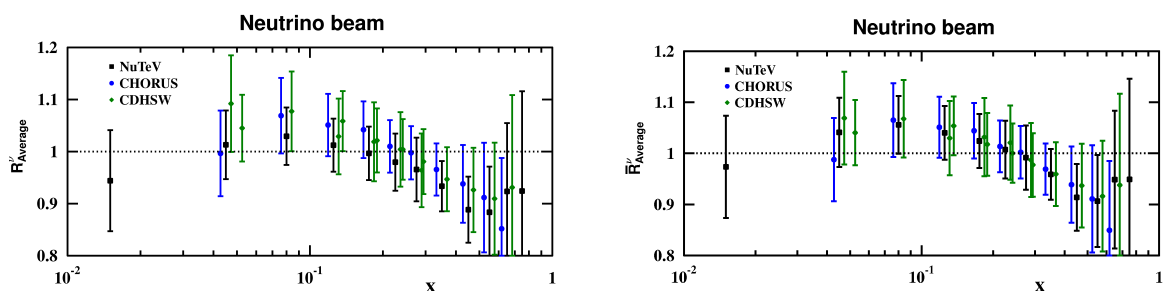 Neutrino beam
R^ν_Average
1.2
1.1
1
0.9
0.8
NuTeV
CHORUS
CDHSW
10^-2
10^-1
1
x
Neutrino beam
R̅^ν_Average
1.2
1.1
1
0.9
0.8
NuTeV
CHORUS
CDHSW
10^-2
10^-1
1
x